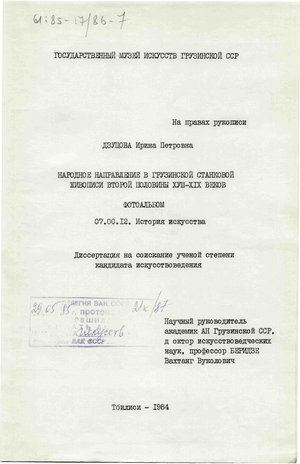 61:85-17/86-7
ГОСУДАРСТВЕННЫЙ МУЗЕЙ ИСКУССТВ ГРУЗИНСКОЙ ССР
На правах рукописи
ДЗУЦОВА Ирина Петровна
НАРОДНОЕ НАПРАВЛЕНИЕ В ГРУЗИНСКОЙ СТАНКОВОЙ
ЖИВОПИСИ ВТОРОЙ ПОЛОВИНЫ ХУШ-ХІХ ВЕКОВ
ФОТОАЛЬБОМ
07.00.12. История искусства
Диссертация на соискание ученой степени
кандидата искусствоведения
Научный руководитель
академик АН Грузинской ССР,
д октор искусствоведческих
наук, профессор БЕРИДЗЕ
Вахтанг Вуколович
Тбилиси - 1984